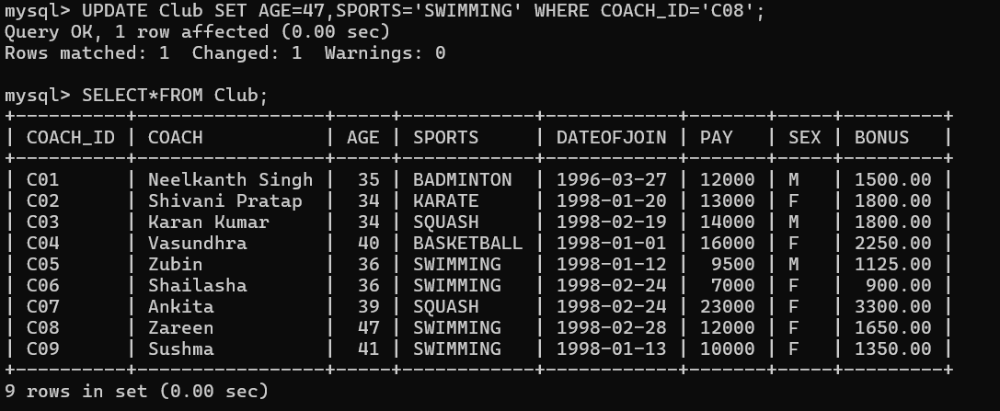 mysql> UPDATE Club SET AGE=47,SPORTS='SWIMMING' WHERE COACH_ID='C08';
Query OK, 1 row affected (0.00 sec)
Rows matched: 1  Changed: 1  Warnings: 0

mysql> SELECT*FROM Club;
+----------+-----------------+-----+------------+------------+-------+-----+---------+
| COACH_ID | COACH           | AGE | SPORTS     | DATEOFJOIN | PAY   | SEX | BONUS   |
+----------+-----------------+-----+------------+------------+-------+-----+---------+
| C01      | Neelkanth Singh |  35 | BADMINTON  | 1996-03-27 | 12000 | M   | 1500.00 |
| C02      | Shivani Pratap  |  34 | KARATE     | 1998-01-20 | 13000 | F   | 1800.00 |
| C03      | Karan Kumar     |  34 | SQUASH     | 1998-02-19 | 14000 | M   | 1800.00 |
| C04      | Vasundhra       |  40 | BASKETBALL | 1998-01-01 | 16000 | F   | 2250.00 |
| C05      | Zubin           |  36 | SWIMMING   | 1998-01-12 |  9500 | M   | 1125.00 |
| C06      | Shailasha       |  36 | SWIMMING   | 1998-02-24 |  7000 | F   |  900.00 |
| C07      | Ankita          |  39 | SQUASH     | 1998-02-24 | 23000 | F   | 3300.00 |
| C08      | Zareen          |  47 | SWIMMING   | 1998-02-28 | 12000 | F   | 1650.00 |
| C09      | Sushma          |  41 | SWIMMING   | 1998-01-13 | 10000 | F   | 1350.00 |
+----------+-----------------+-----+------------+------------+-------+-----+---------+
9 rows in set (0.00 sec)